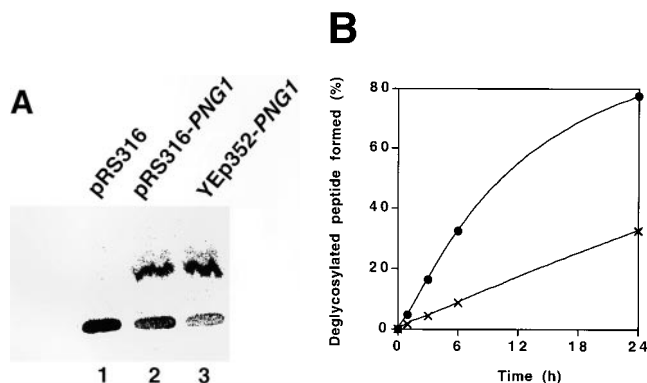 A
pRS316
pRS316-PNG1
YEp352-PNG1
1 2 3
B
Deglycosylated peptide formed (%)
80
60
40
20
0
0 6 12 18 24
Time (h)